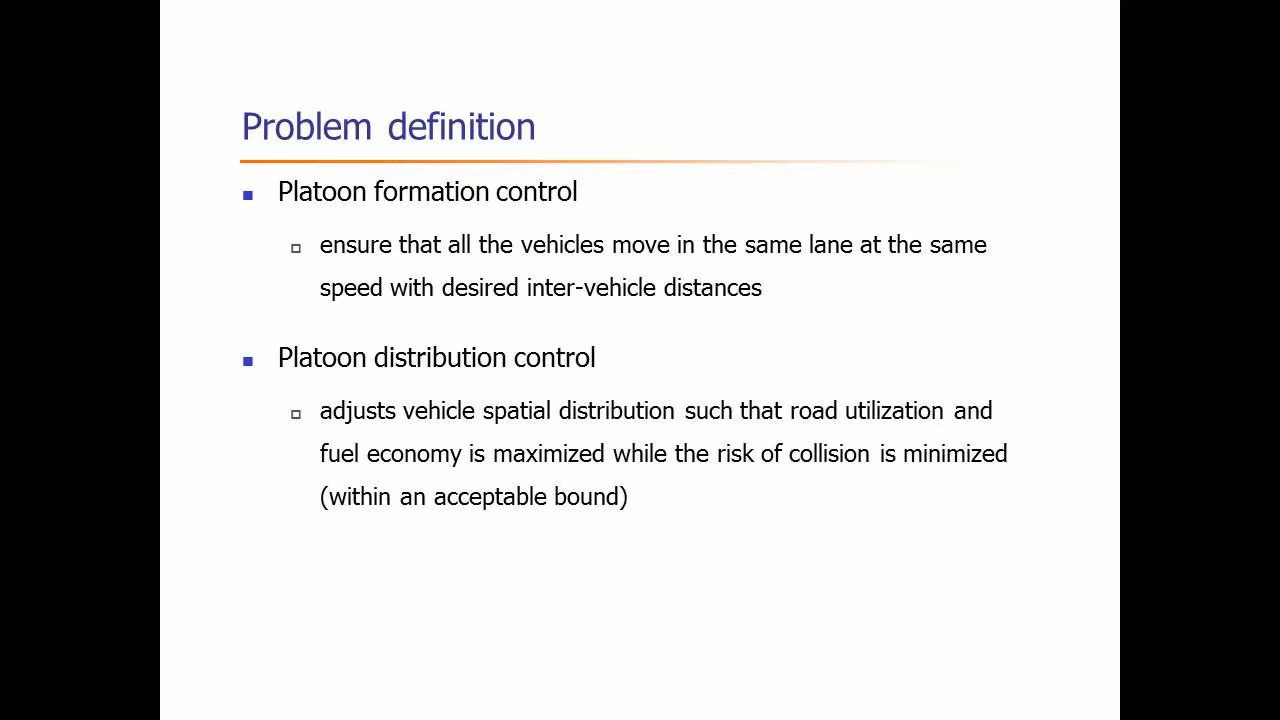 Problem definition
Platoon formation control
ensure that all the vehicles move in the same lane at the same
speed with desired inter-vehicle distances
Platoon distribution control
adjusts vehicle spatial distribution such that road utilization and
fuel economy is maximized while the risk of collision is minimized
(within an acceptable bound)